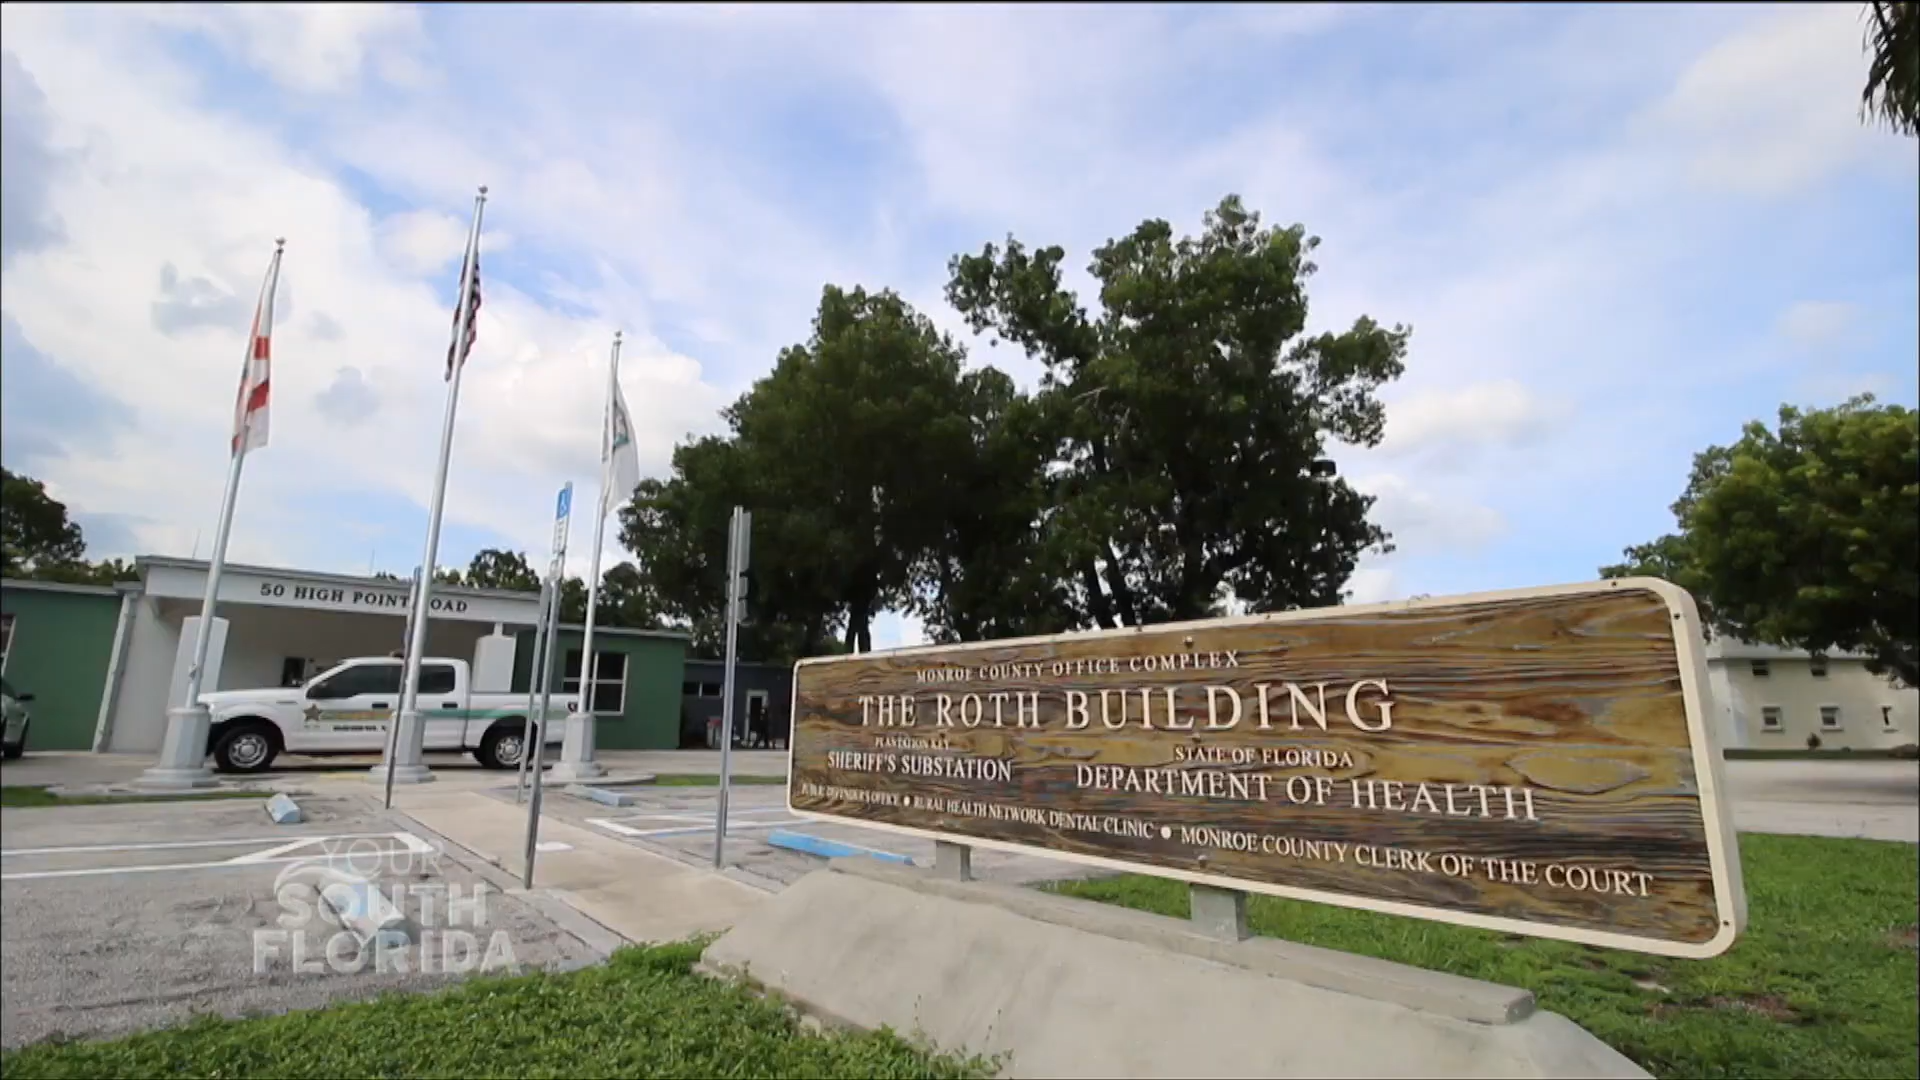 50 HIGH POINT ROAD
MONROE COUNTY OFFICE COMPLEX
THE ROTH BUILDING
PLANTATION KEY
SHERIFF'S SUBSTATION
STATE OF FLORIDA
DEPARTMENT OF HEALTH
PUBLIC DEFENDER'S OFFICE • RURAL HEALTH NETWORK DENTAL CLINIC • MONROE COUNTY CLERK OF THE COURT
YOUR
SOUTH
FLORIDA